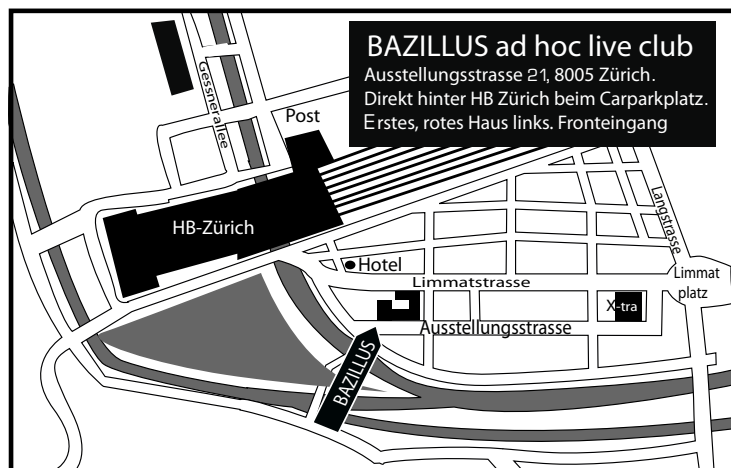 BAZILLUS ad hoc live club
Ausstellungsstrasse 21, 8005 Zürich.
Direkt hinter HB Zürich beim Carparkplatz.
Erstes, rotes Haus links. Fronteingang
Gessnerallee
Post
HB-Zürich
Langstrasse
Hotel
Limmatstrasse
Limmat
platz
X-tra
Ausstellungsstrasse
BAZILLUS